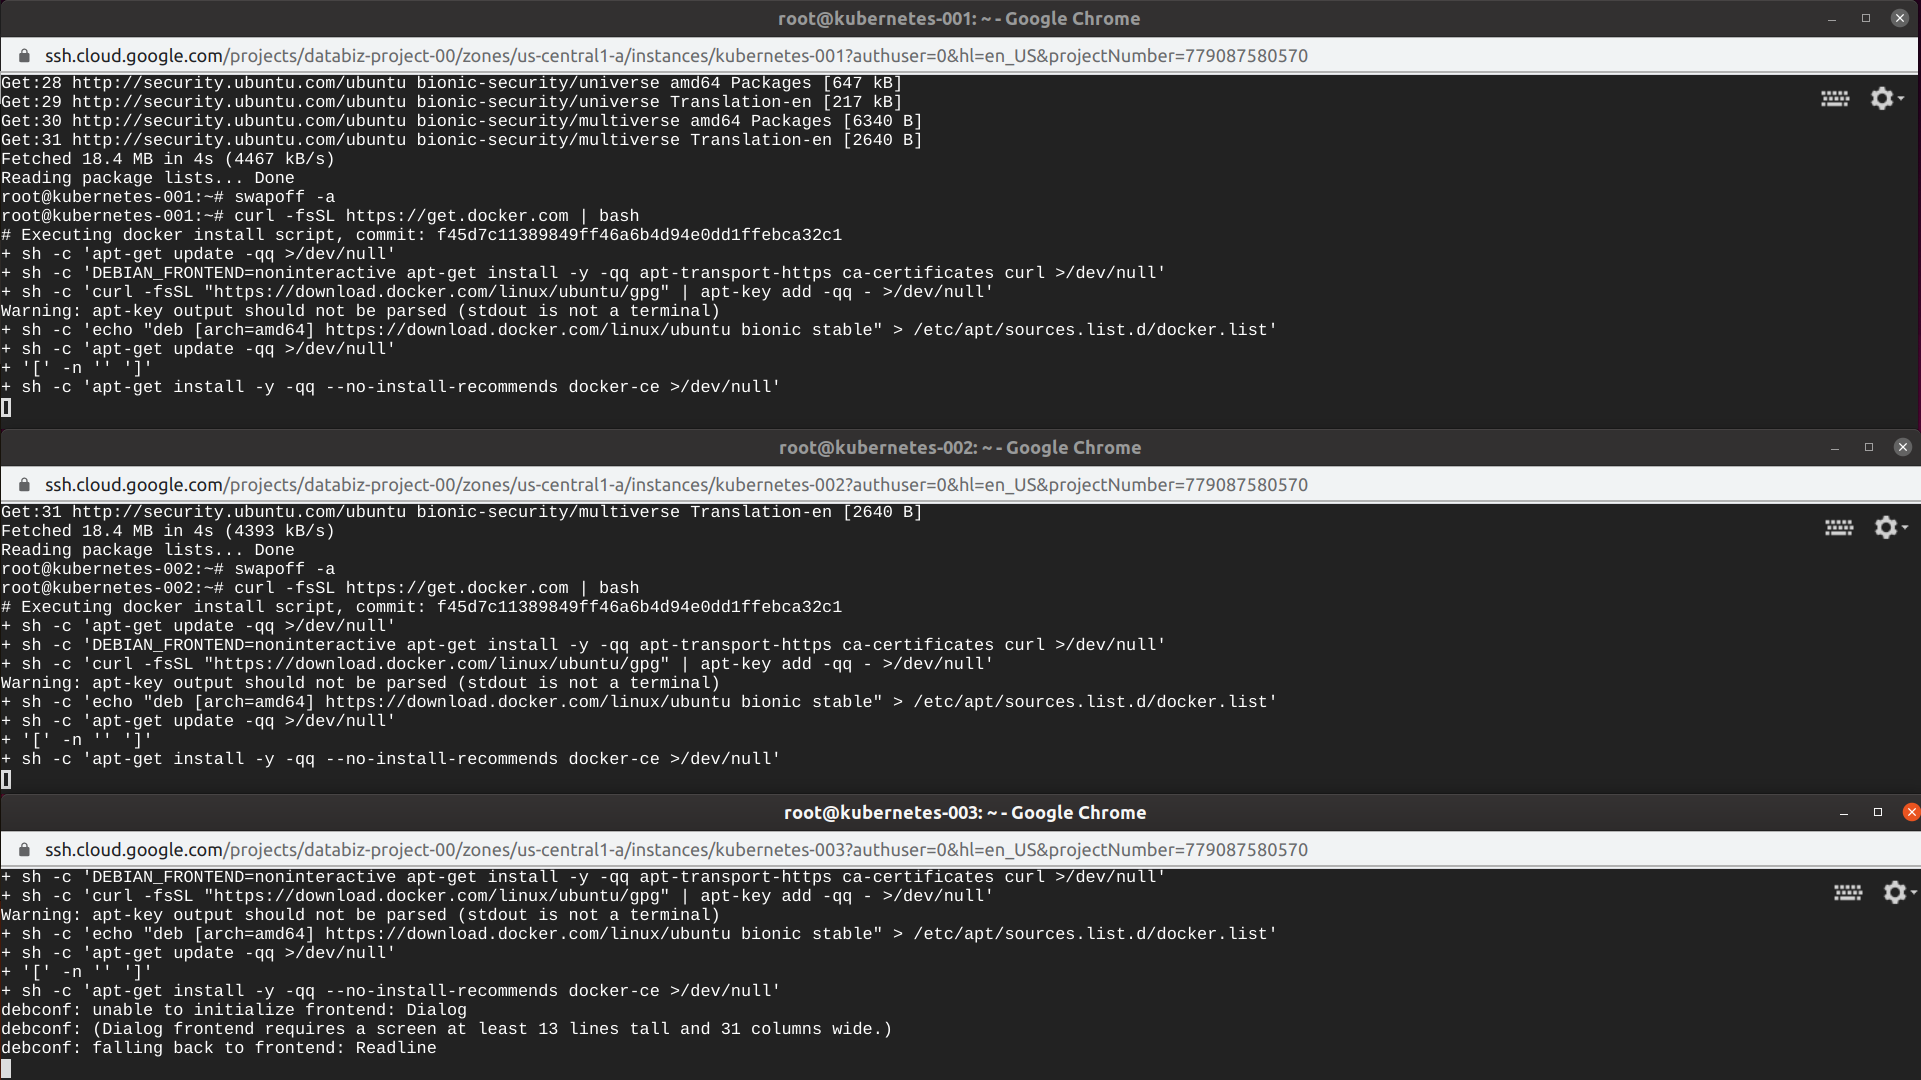 root@kubernetes-001: ~ - Google Chrome
ssh.cloud.google.com/projects/databiz-project-00/zones/us-central1-a/instances/kubernetes-001?authuser=0&hl=en_US&projectNumber=779087580570
Get:28 http://security.ubuntu.com/ubuntu bionic-security/universe amd64 Packages [647 kB]
Get:29 http://security.ubuntu.com/ubuntu bionic-security/universe Translation-en [217 kB]
Get:30 http://security.ubuntu.com/ubuntu bionic-security/multiverse amd64 Packages [6340 B]
Get:31 http://security.ubuntu.com/ubuntu bionic-security/multiverse Translation-en [2640 B]
Fetched 18.4 MB in 4s (4467 kB/s)
Reading package lists... Done
root@kubernetes-001:~# swapoff -a
root@kubernetes-001:~# curl -fsSL https://get.docker.com | bash
# Executing docker install script, commit: f45d7c11389849ff46a6b4d94e0dd1ffebca32c1
+ sh -c 'apt-get update -qq >/dev/null'
+ sh -c 'DEBIAN_FRONTEND=noninteractive apt-get install -y -qq apt-transport-https ca-certificates curl >/dev/null'
+ sh -c 'curl -fsSL "https://download.docker.com/linux/ubuntu/gpg" | apt-key add -qq - >/dev/null'
Warning: apt-key output should not be parsed (stdout is not a terminal)
+ sh -c 'echo "deb [arch=amd64] https://download.docker.com/linux/ubuntu bionic stable" > /etc/apt/sources.list.d/docker.list'
+ sh -c 'apt-get update -qq >/dev/null'
+ '[' -n '' ']'
+ sh -c 'apt-get install -y -qq --no-install-recommends docker-ce >/dev/null'
root@kubernetes-002: ~ - Google Chrome
ssh.cloud.google.com/projects/databiz-project-00/zones/us-central1-a/instances/kubernetes-002?authuser=0&hl=en_US&projectNumber=779087580570
Get:31 http://security.ubuntu.com/ubuntu bionic-security/multiverse Translation-en [2640 B]
Fetched 18.4 MB in 4s (4393 kB/s)
Reading package lists... Done
root@kubernetes-002:~# swapoff -a
root@kubernetes-002:~# curl -fsSL https://get.docker.com | bash
# Executing docker install script, commit: f45d7c11389849ff46a6b4d94e0dd1ffebca32c1
+ sh -c 'apt-get update -qq >/dev/null'
+ sh -c 'DEBIAN_FRONTEND=noninteractive apt-get install -y -qq apt-transport-https ca-certificates curl >/dev/null'
+ sh -c 'curl -fsSL "https://download.docker.com/linux/ubuntu/gpg" | apt-key add -qq - >/dev/null'
Warning: apt-key output should not be parsed (stdout is not a terminal)
+ sh -c 'echo "deb [arch=amd64] https://download.docker.com/linux/ubuntu bionic stable" > /etc/apt/sources.list.d/docker.list'
+ sh -c 'apt-get update -qq >/dev/null'
+ '[' -n '' ']'
+ sh -c 'apt-get install -y -qq --no-install-recommends docker-ce >/dev/null'
root@kubernetes-003: ~ - Google Chrome
ssh.cloud.google.com/projects/databiz-project-00/zones/us-central1-a/instances/kubernetes-003?authuser=0&hl=en_US&projectNumber=779087580570
+ sh -c 'DEBIAN_FRONTEND=noninteractive apt-get install -y -qq apt-transport-https ca-certificates curl >/dev/null'
+ sh -c 'curl -fsSL "https://download.docker.com/linux/ubuntu/gpg" | apt-key add -qq - >/dev/null'
Warning: apt-key output should not be parsed (stdout is not a terminal)
+ sh -c 'echo "deb [arch=amd64] https://download.docker.com/linux/ubuntu bionic stable" > /etc/apt/sources.list.d/docker.list'
+ sh -c 'apt-get update -qq >/dev/null'
+ '[' -n '' ']'
+ sh -c 'apt-get install -y -qq --no-install-recommends docker-ce >/dev/null'
debconf: unable to initialize frontend: Dialog
debconf: (Dialog frontend requires a screen at least 13 lines tall and 31 columns wide.)
debconf: falling back to frontend: Readline